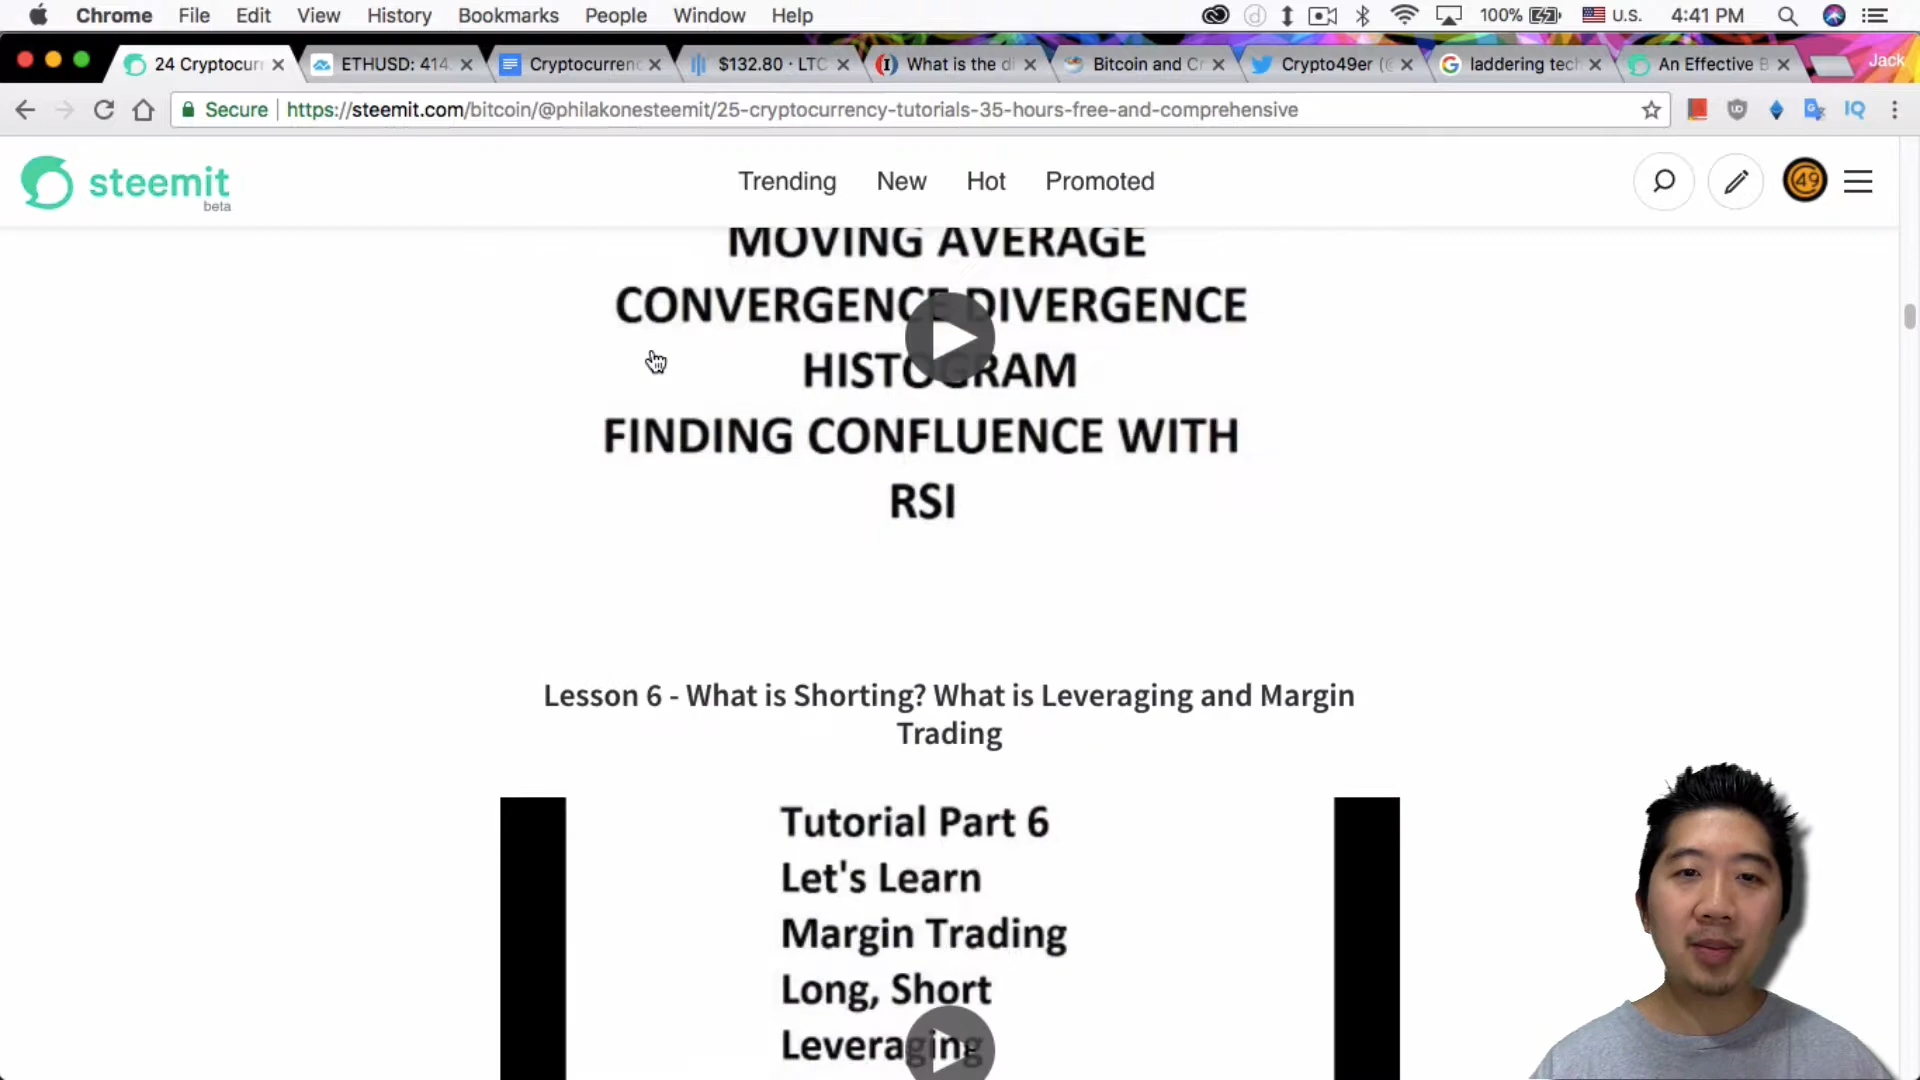 Chrome File Edit View History Bookmarks People Window Help 100% U.S. 4:41 PM
24 Cryptocur ETHUSD: 414. Cryptocurren $132.80 · LTC What is the d Bitcoin and Cr Crypto49er (@ laddering tech An Effective B Jack
Secure https://steemit.com/bitcoin/@philakonesteemit/25-cryptocurrency-tutorials-35-hours-free-and-comprehensive IQ
steemit
beta
Trending New Hot Promoted
49
MOVING AVERAGE
CONVERGENCE DIVERGENCE
HISTOGRAM
FINDING CONFLUENCE WITH
RSI
Lesson 6 - What is Shorting? What is Leveraging and Margin
Trading
Tutorial Part 6
Let's Learn
Margin Trading
Long, Short
Leveraging